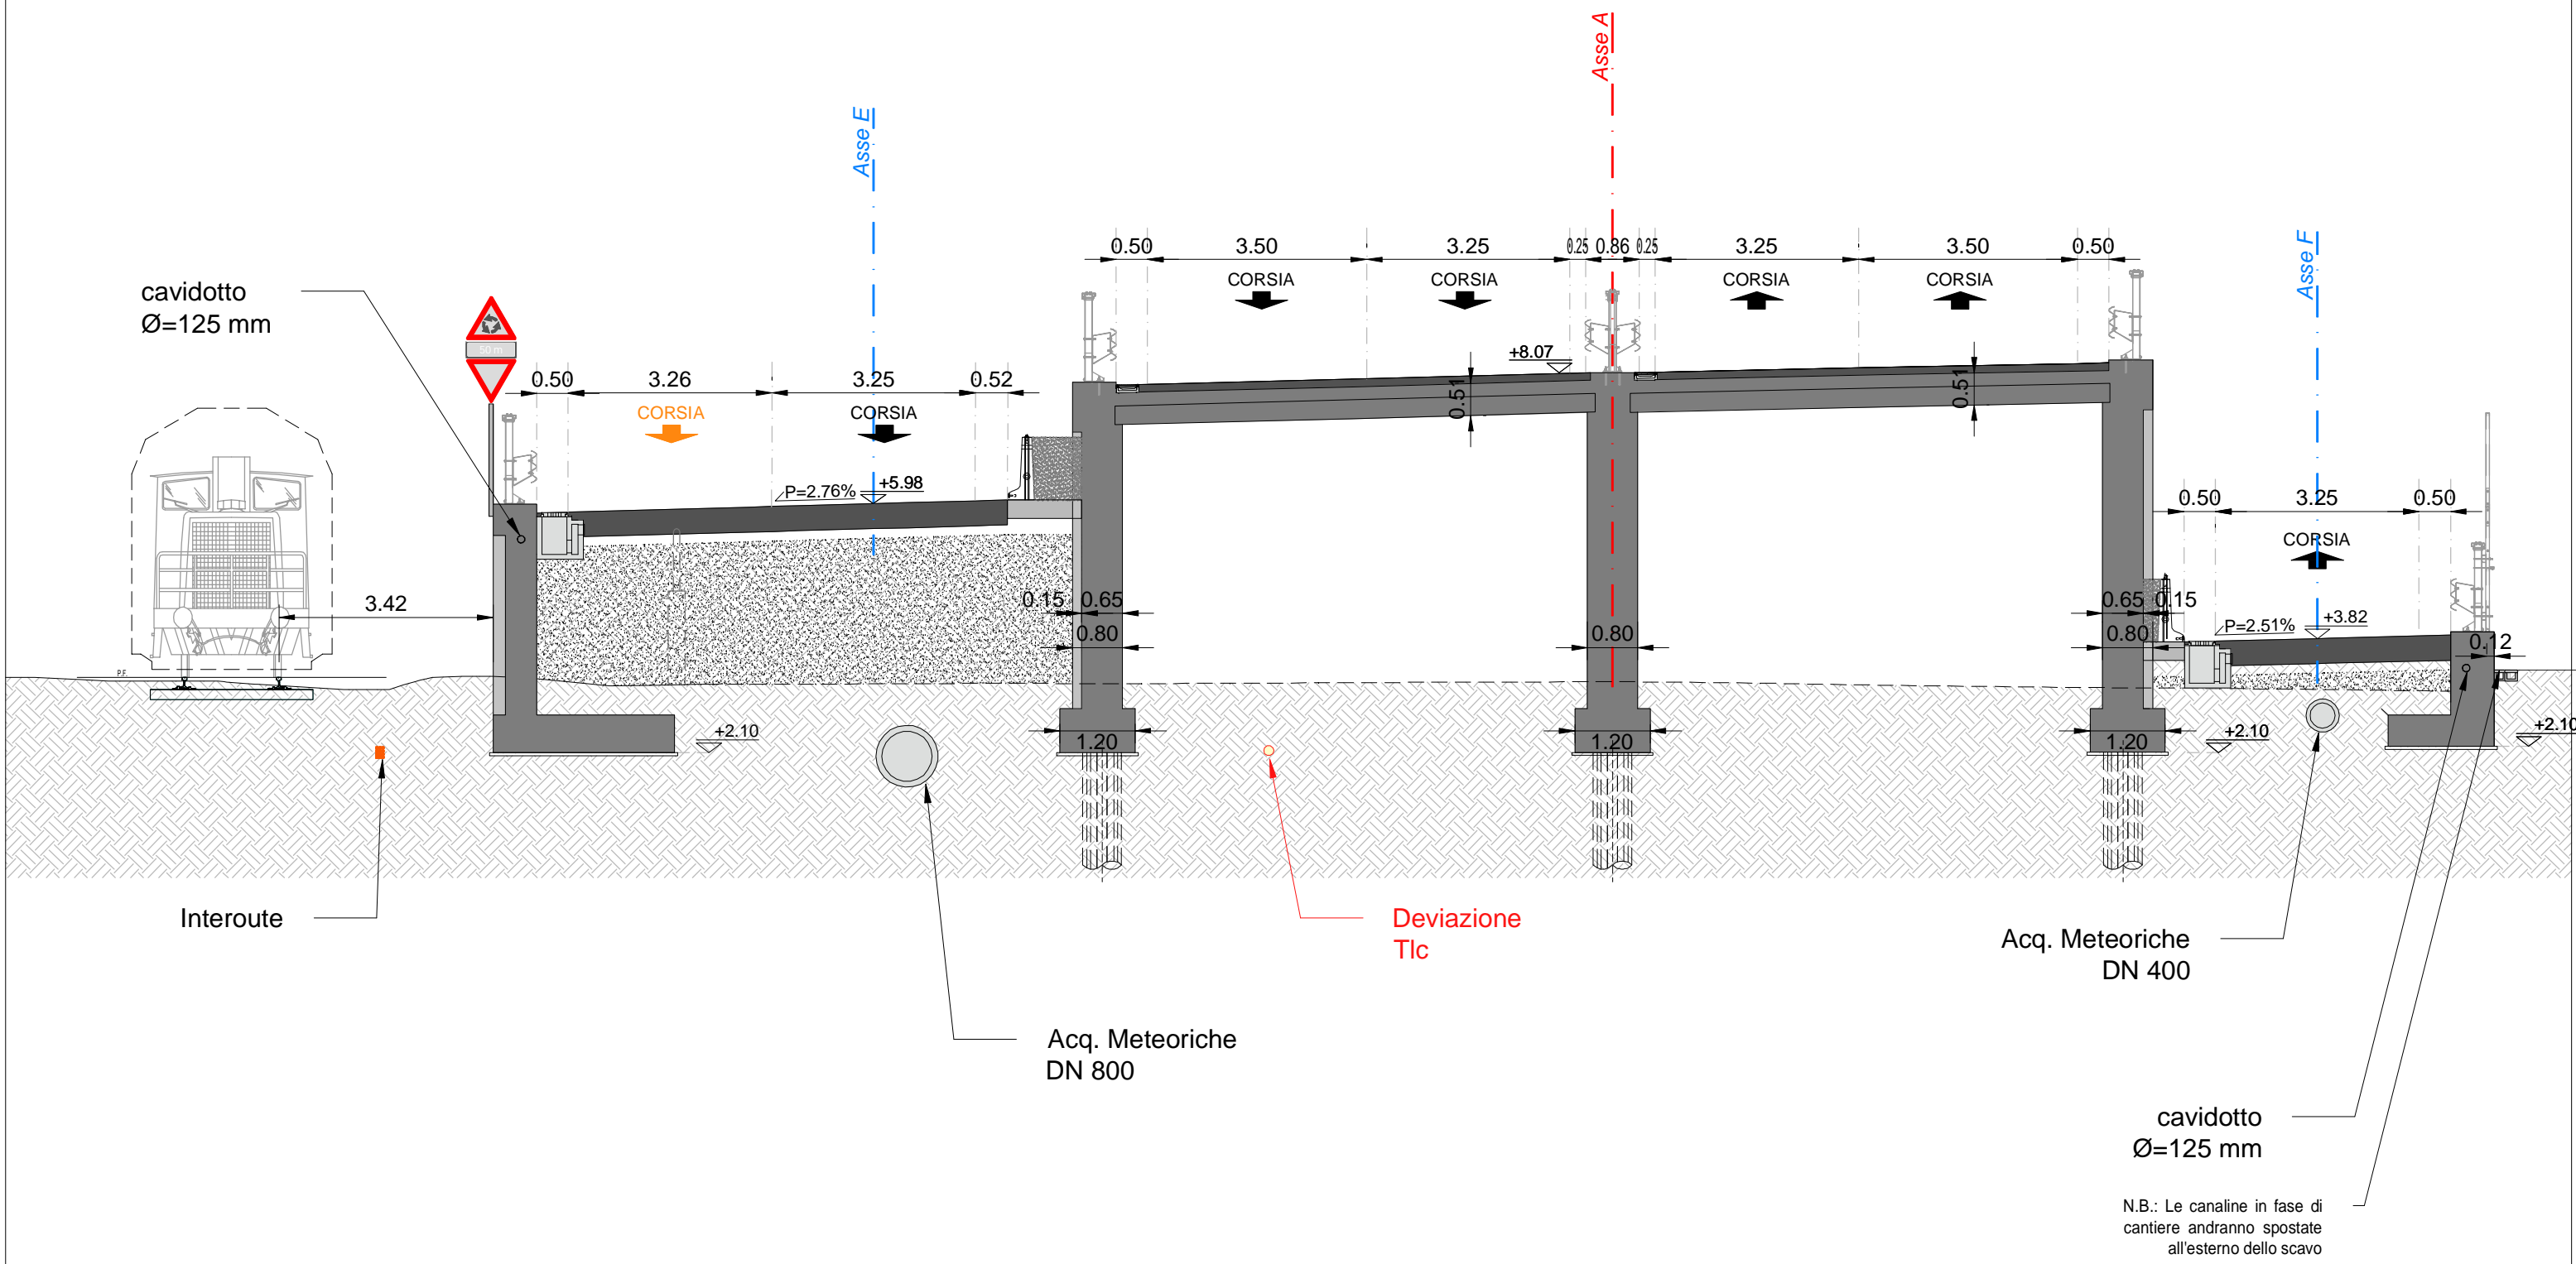 Asse A
Asse E
Asse F
0.50 3.50 3.25 0.25 0.86 0.25 3.25 3.50 0.50
CORSIA CORSIA CORSIA CORSIA
cavidotto
Ø=125 mm
50 m
+8.07
0.51 0.51
0.50 3.26 3.25 0.52
CORSIA CORSIA
P=2.76% +5.98
0.50 3.25 0.50
CORSIA
3.42
0.15 0.65
0.80
0.80
0.65 0.15
0.80
P=2.51% +3.82
0.12
P.F.
+2.10
1.20
1.20
1.20
+2.10
+2.10
Interoute
Deviazione
Tlc
Acq. Meteoriche
DN 400
Acq. Meteoriche
DN 800
cavidotto
Ø=125 mm
N.B.: Le canaline in fase di
cantiere andranno spostate
all'esterno dello scavo